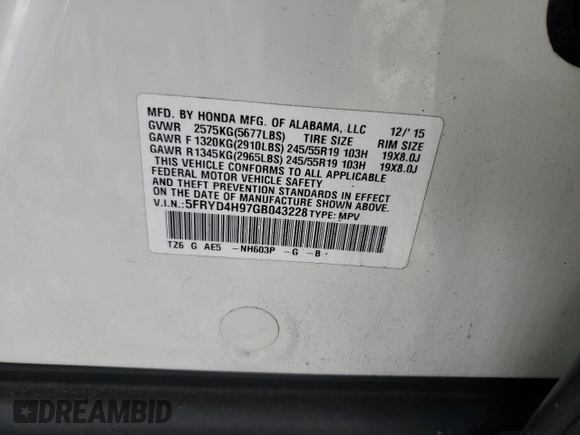 MFD. BY HONDA MFG. OF ALABAMA, LLC 12/'15
GVWR 2575KG(5677LBS) TIRE SIZE RIM SIZE
GAWR F 1320KG(2910LBS) 245/55R19 103H 19X8.0J
GAWR R1345KG(2965LBS) 245/55R19 103H 19X8.0J
THIS VEHICLE CONFORMS TO ALL APPLICABLE
FEDERAL MOTOR VEHICLE SAFETY
AND THEFT PREVENTION STANDARDS IN EFFECT
ON THE DATE OF MANUFACTURE SHOWN ABOVE.
V.I.N.:5FRYD4H97GB043228 TYPE: MPV
TZ6 G AE5 -NH603P -G -B
DREAMBID